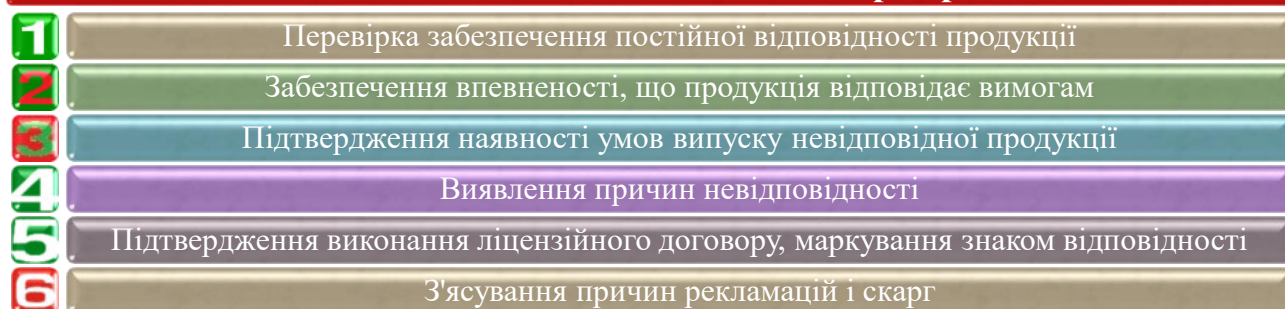 1 Перевірка забезпечення постійної відповідності продукції
2 Забезпечення впевненості, що продукція відповідає вимогам
3 Підтвердження наявності умов випуску невідповідної продукції
4 Виявлення причин невідповідності
5 Підтвердження виконання ліцензійного договору, маркування знаком відповідності
6 З'ясування причин рекламацій і скарг